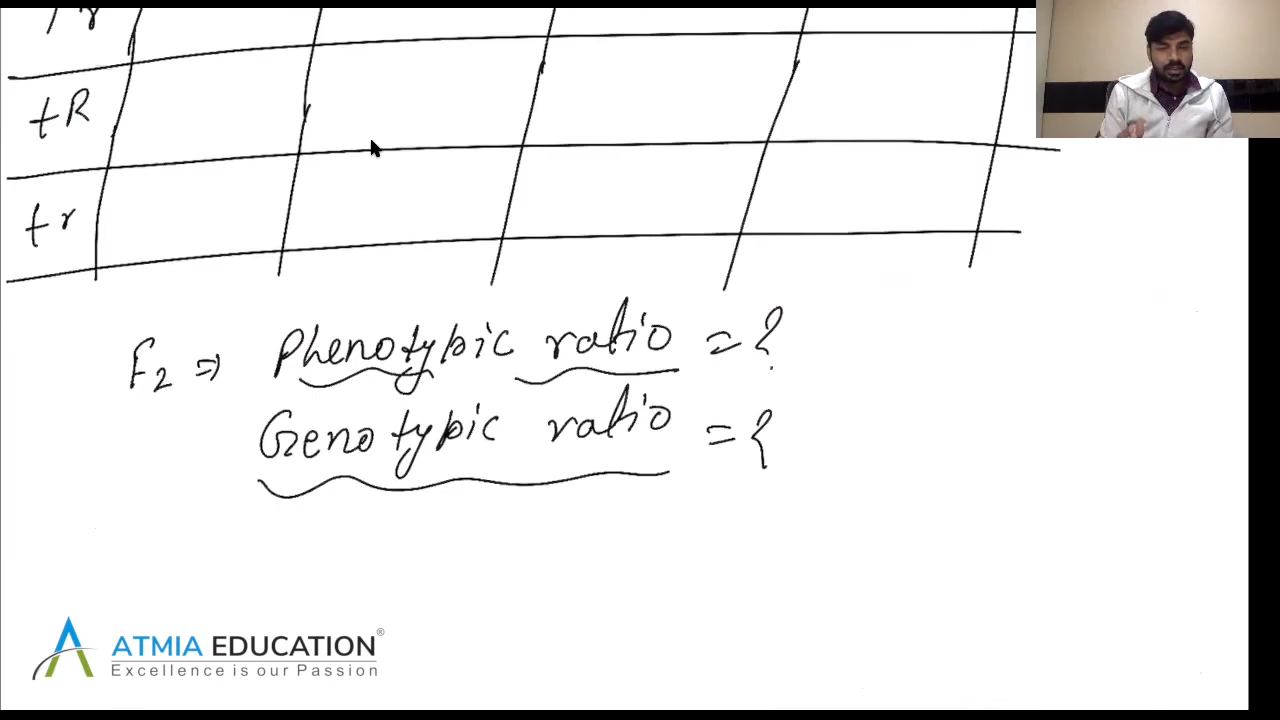 tR
tr
F2 ⇒ Phenotypic ratio = ?
Genotypic ratio = ?
ATMIA EDUCATION®
Excellence is our Passion